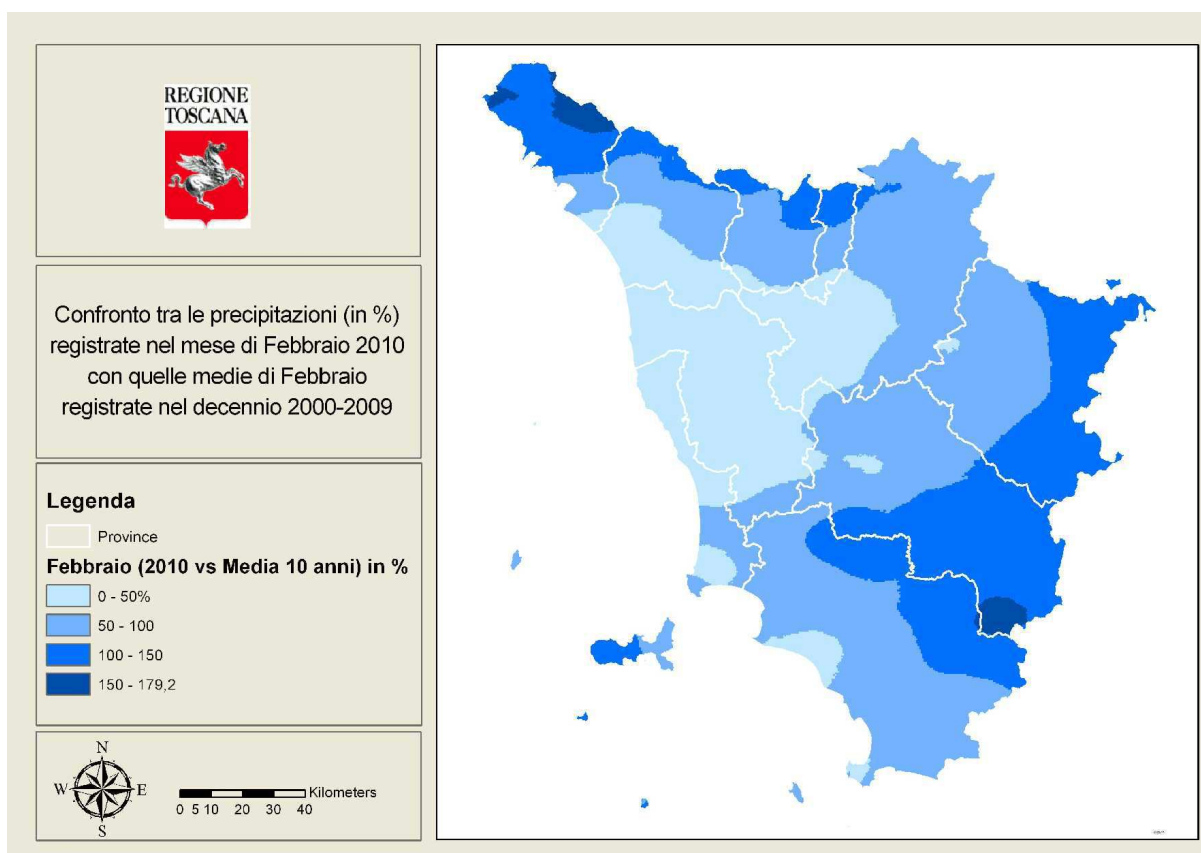 REGIONE
TOSCANA
Confronto tra le precipitazioni (in %)
registrate nel mese di Febbraio 2010
con quelle medie di Febbraio
registrate nel decennio 2000-2009
Legenda
Province
Febbraio (2010 vs Media 10 anni) in %
0 - 50%
50 - 100
100 - 150
150 - 179,2
N
W E
S
Kilometers
0 5 10 20 30 40